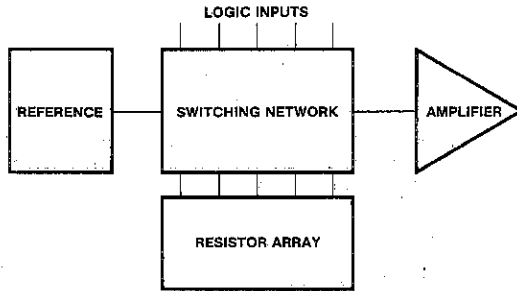 LOGIC INPUTS
REFERENCE
SWITCHING NETWORK
AMPLIFIER
RESISTOR ARRAY